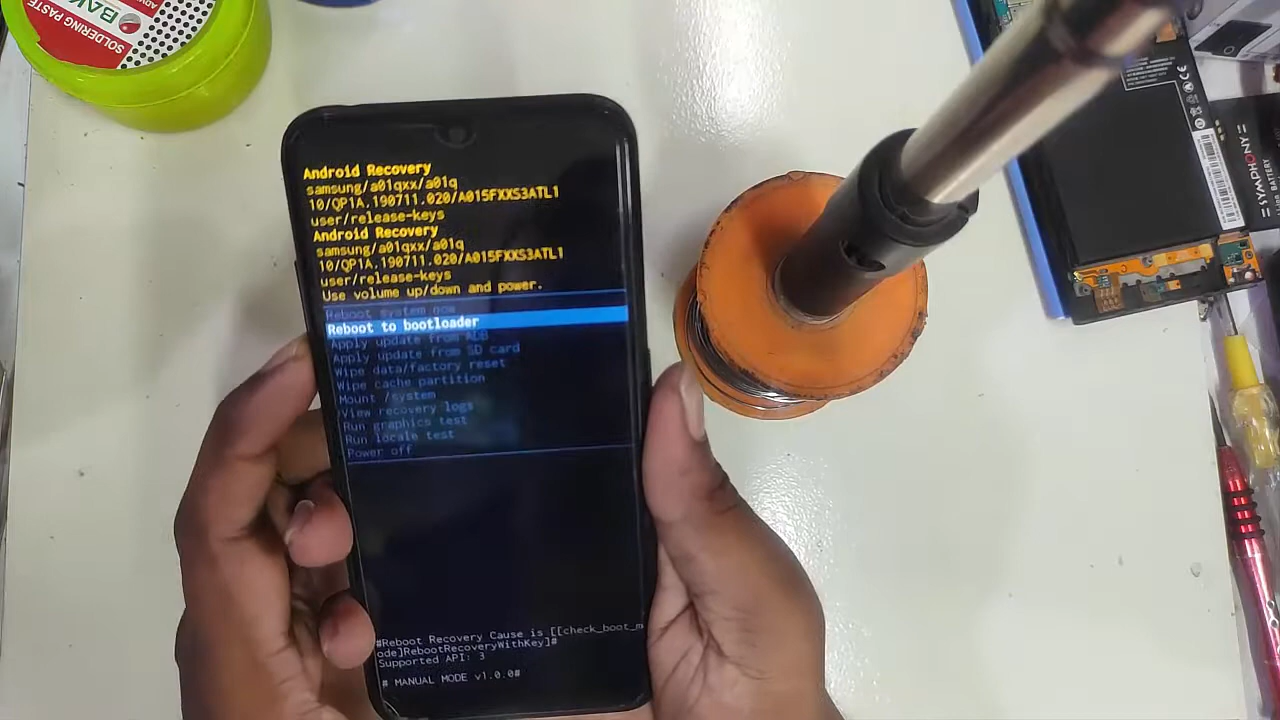 SOLDERING PASTE
BAK
Android Recovery
samsung/a01qxx/a01q
10/QP1A.190711.020/A015FXXS3ATL1
user/release-keys
Android Recovery
samsung/a01qxx/a01q
10/QP1A.190711.020/A015FXXS3ATL1
user/release-keys
Use volume up/down and power.
Reboot system now
Reboot to bootloader
Apply update from ADB
Apply update from SD card
Wipe data/factory reset
Wipe cache partition
Mount /system
View recovery logs
Run graphics test
Run locale test
Power off
#Reboot Recovery Cause is [[check_boot_m
ode]RebootRecoveryWithKey]#
Supported API: 3
# MANUAL MODE v1.0.0#
SYMPHONY
BATTERY